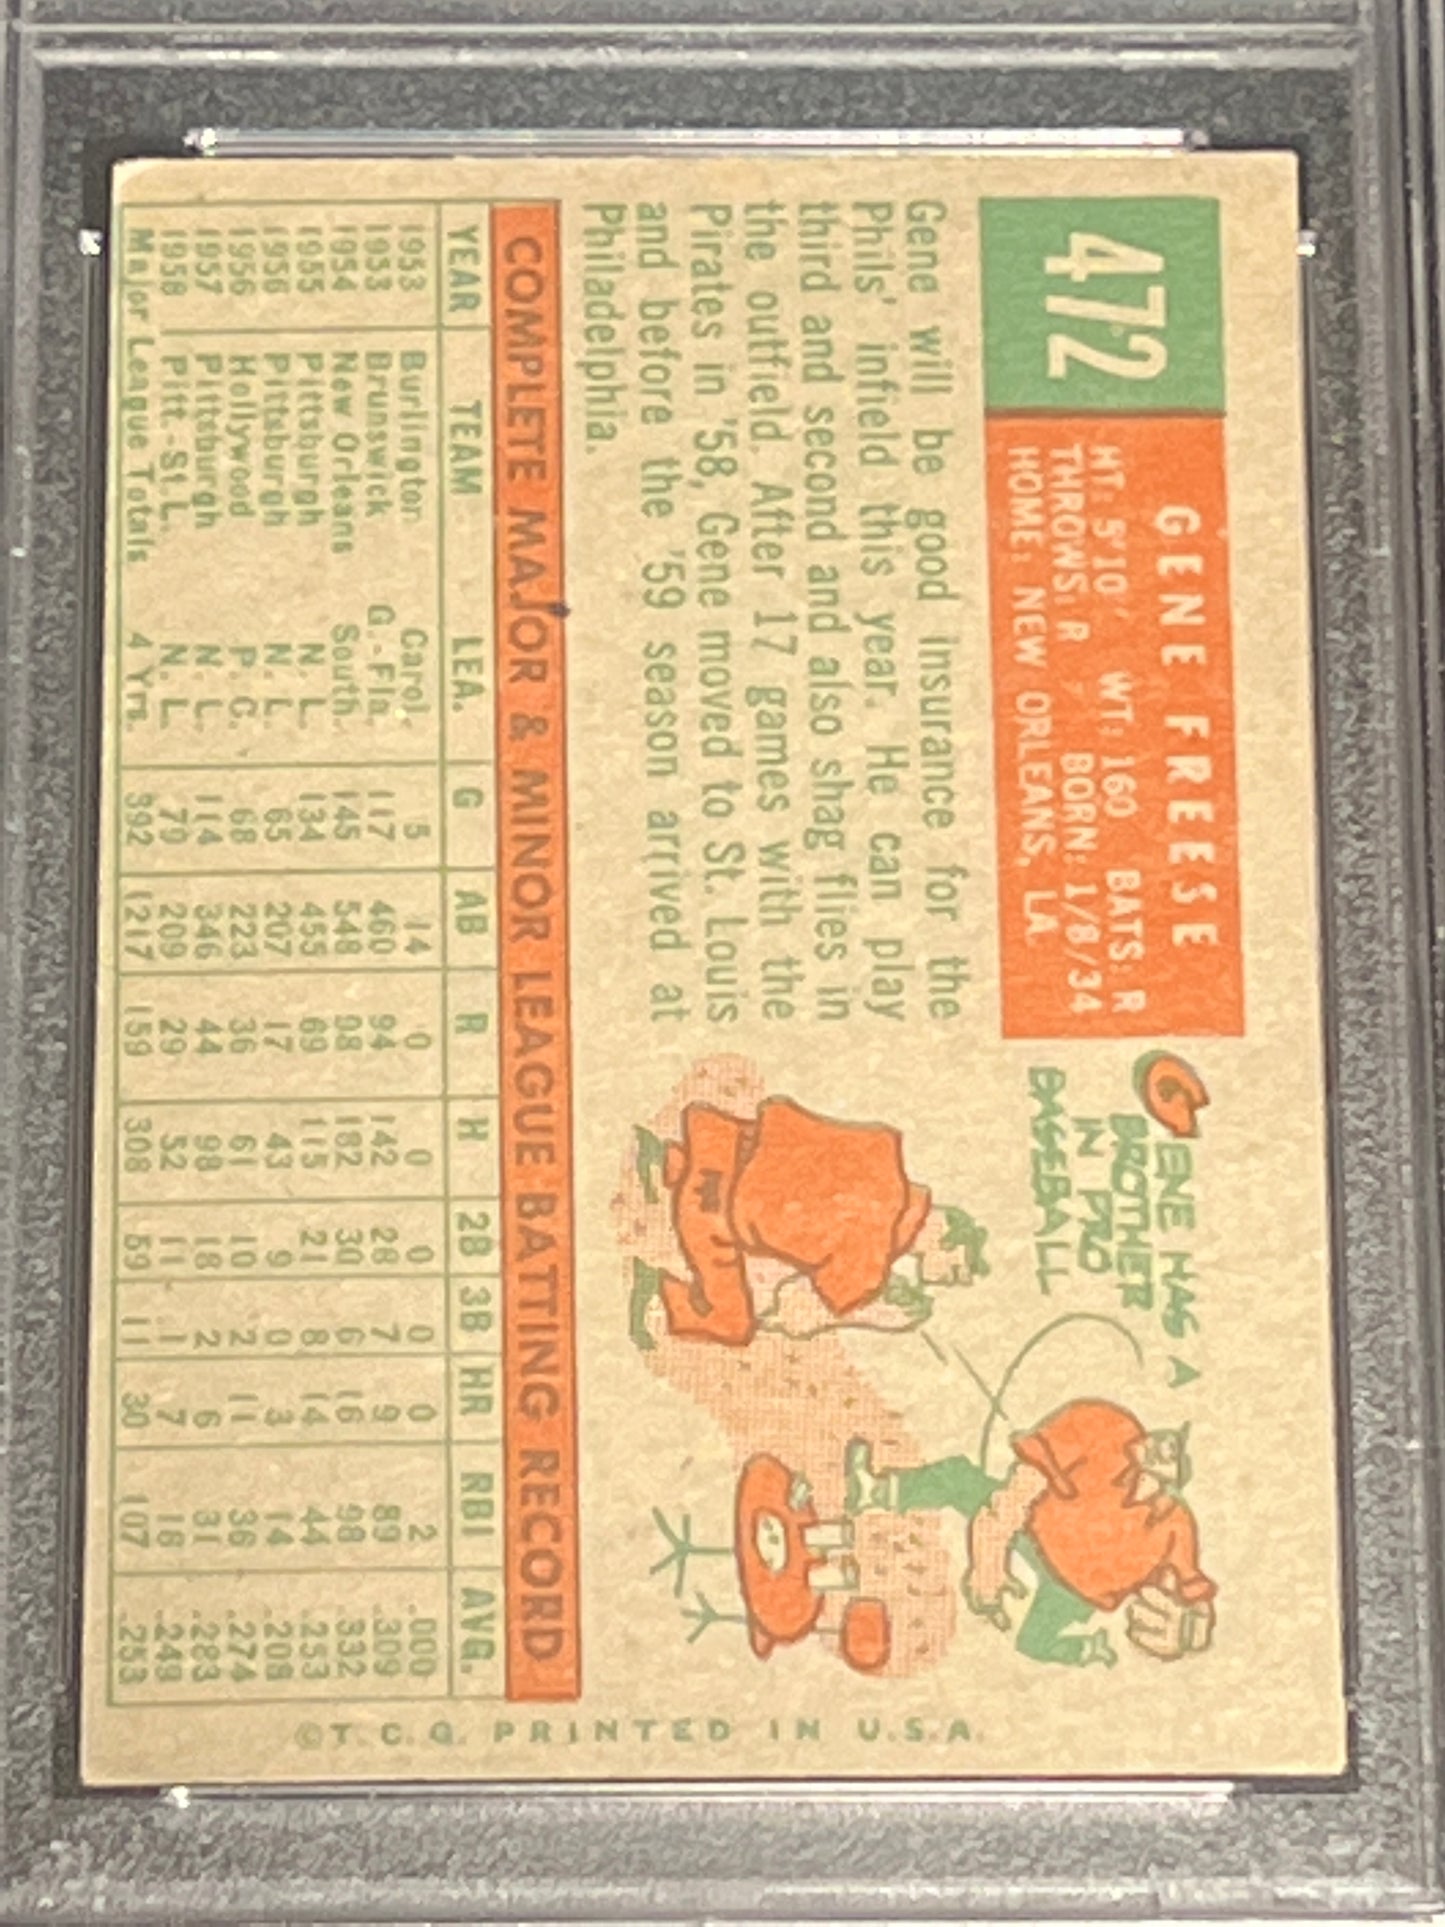 472
GENE FREESE
HT: 5'10" WT: 160 BATS: R
THROWS: R BORN: 1/8/34
HOME: NEW ORLEANS, LA.
GENE HAS A
BROTHER
IN PRO
BASEBALL
Gene will be good insurance for the
Phils' infield this year. He can play
third and second and also shag flies in
the outfield. After 17 games with the
Pirates in '58, Gene moved to St. Louis
and before the '59 season arrived at
Philadelphia.
COMPLETE MAJOR & MINOR LEAGUE BATTING RECORD
YEAR TEAM LEA. G AB R H 2B 3B HR RBI AVG.
1953 Burlington Carol. 5 14 0 0 0 0 0 2 .000
1953 Brunswick G.-Fla. 117 460 94 142 28 7 9 89 .309
1954 New Orleans South. 145 548 98 182 30 6 16 98 .332
1955 Pittsburgh N. L. 134 455 69 115 21 8 14 44 .253
1956 Pittsburgh N. L. 65 207 17 43 9 0 3 14 .208
1956 Hollywood P. C. 68 223 36 61 10 2 11 36 .274
1957 Pittsburgh N. L. 114 346 44 98 18 2 6 31 .283
1958 Pitt.-St.L. N. L. 79 209 29 52 11 1 7 18 .249
Major League Totals 4 Yrs. 392 1217 159 308 59 11 30 107 .253
©T. C. G. PRINTED IN U.S.A.